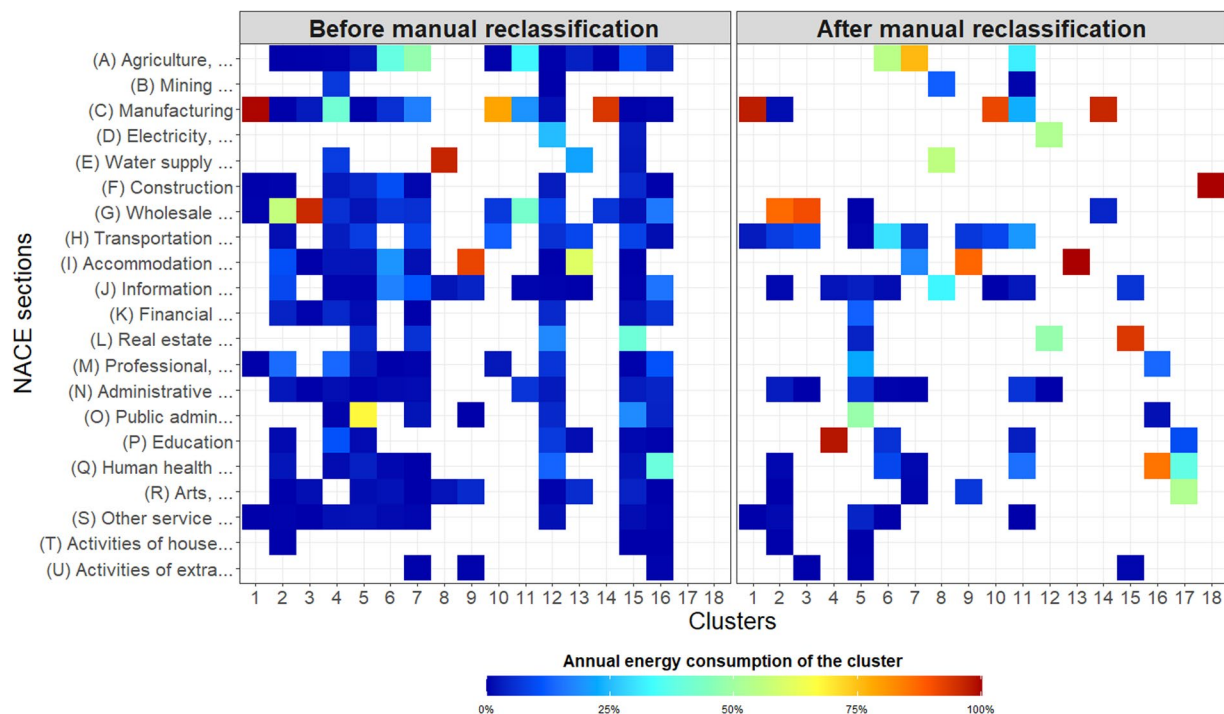 Before manual reclassification
After manual reclassification
NACE sections
(A) Agriculture, ...
(B) Mining ...
(C) Manufacturing
(D) Electricity, ...
(E) Water supply ...
(F) Construction
(G) Wholesale ...
(H) Transportation ...
(I) Accommodation ...
(J) Information ...
(K) Financial ...
(L) Real estate ...
(M) Professional, ...
(N) Administrative ...
(O) Public admin...
(P) Education
(Q) Human health ...
(R) Arts, ...
(S) Other service ...
(T) Activities of house...
(U) Activities of extra...
1 2 3 4 5 6 7 8 9 10 11 12 13 14 15 16 17 18
1 2 3 4 5 6 7 8 9 10 11 12 13 14 15 16 17 18
Clusters
Annual energy consumption of the cluster
0% 25% 50% 75% 100%